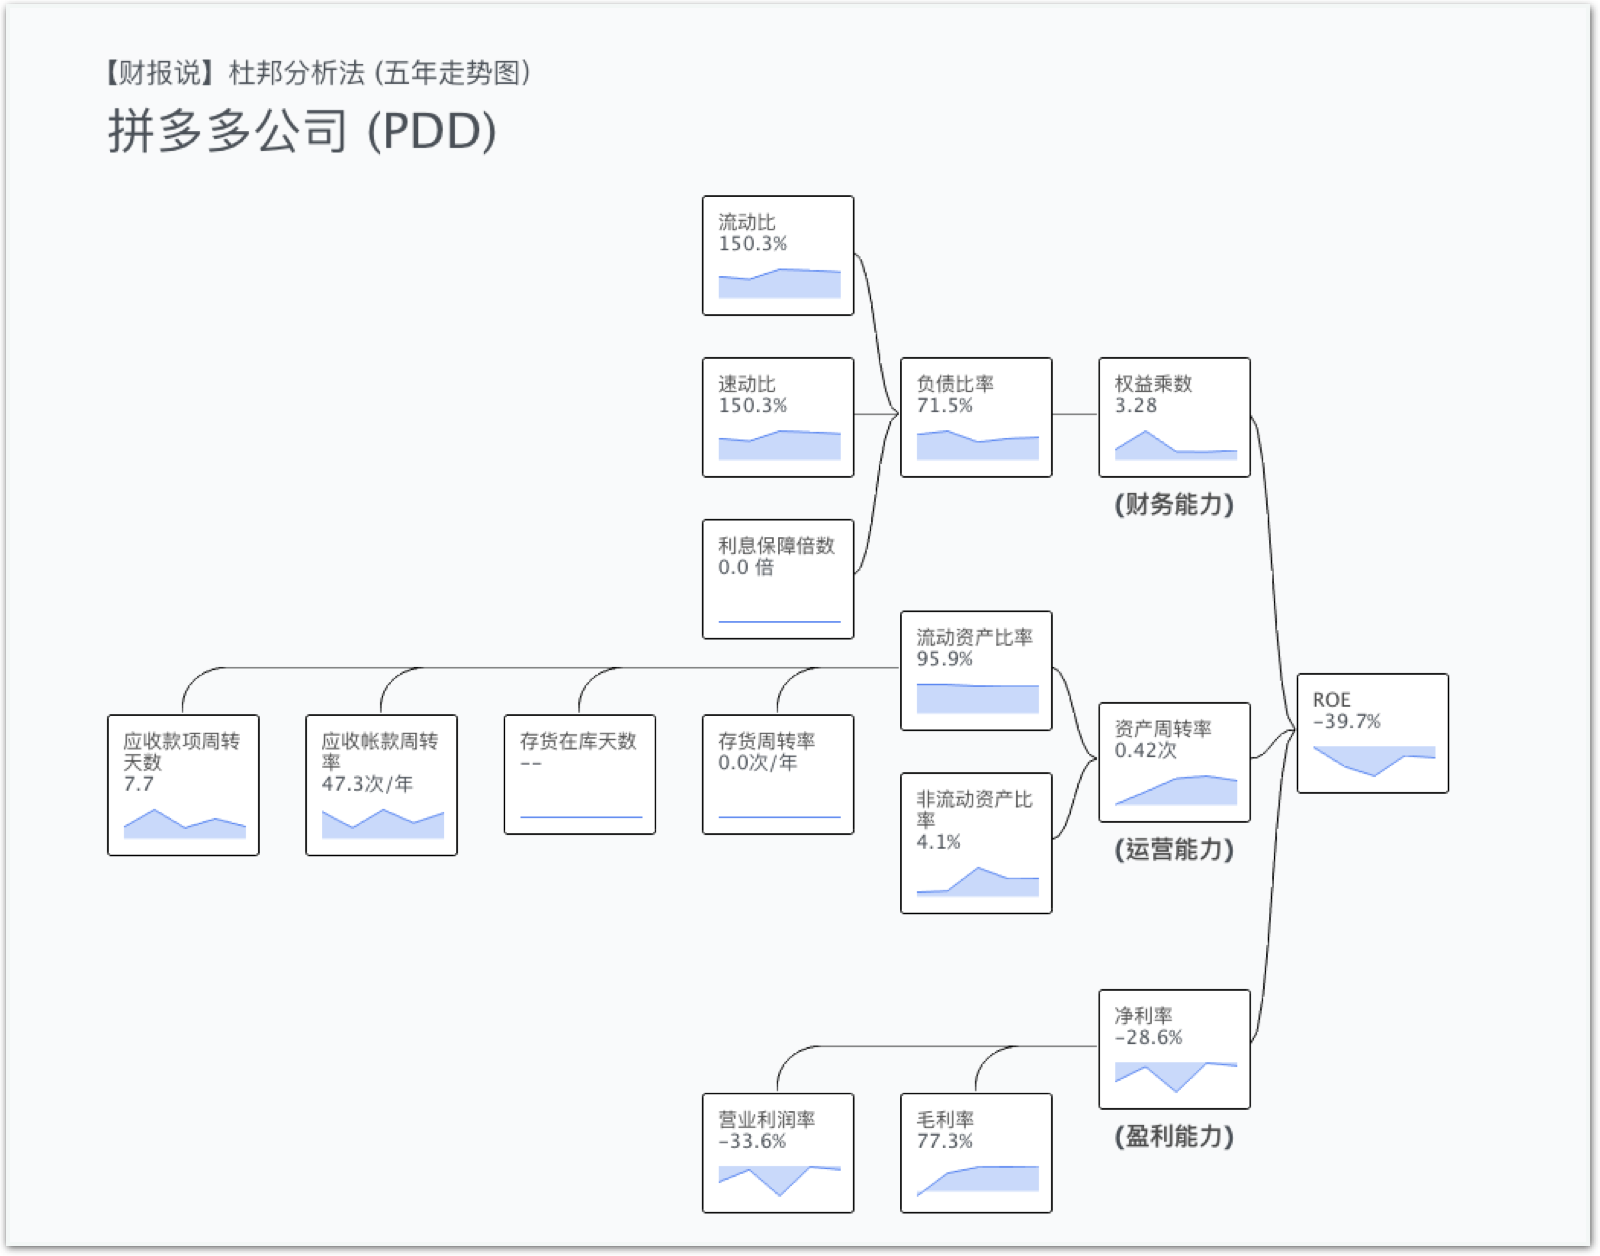 【财报说】杜邦分析法 (五年走势图)
拼多多公司 (PDD)
流动比
150.3%
速动比
150.3%
负债比率
71.5%
权益乘数
3.28
(财务能力)
利息保障倍数
0.0 倍
流动资产比率
95.9%
应收款项周转
天数
7.7
应收帐款周转
率
47.3次/年
存货在库天数
--
存货周转率
0.0次/年
非流动资产比
率
4.1%
资产周转率
0.42次
(运营能力)
ROE
-39.7%
净利率
-28.6%
(盈利能力)
营业利润率
-33.6%
毛利率
77.3%